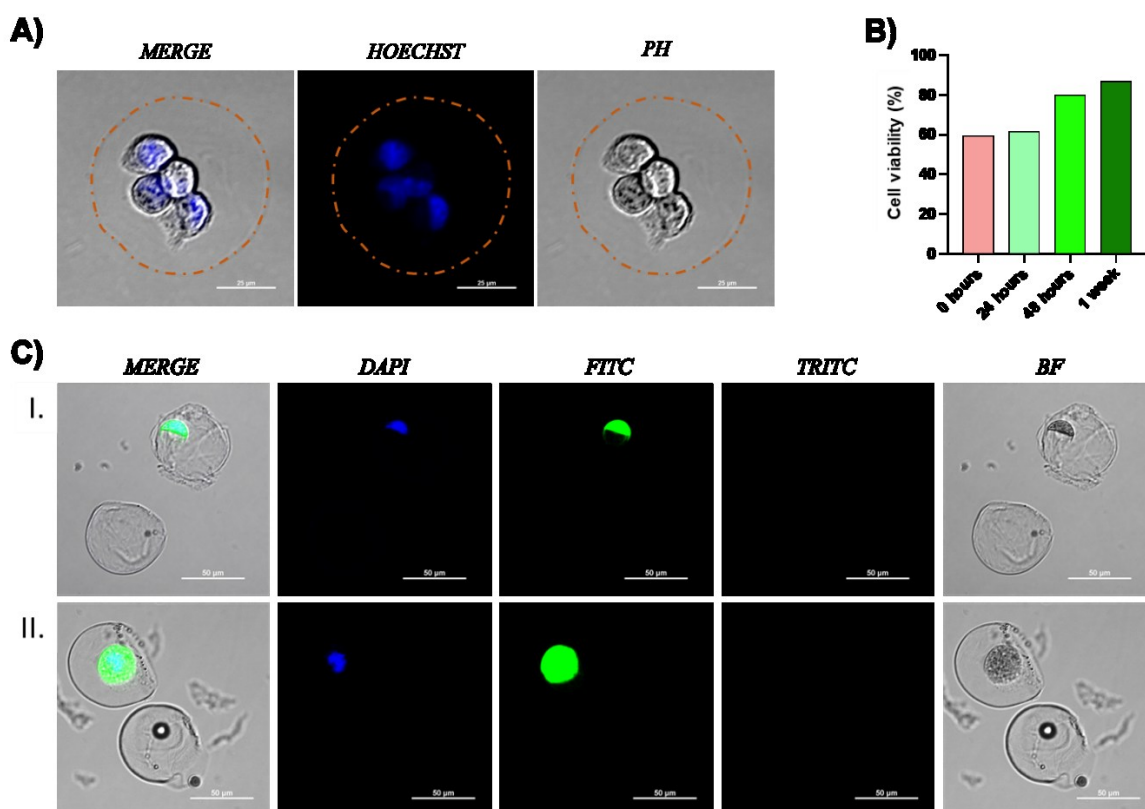 A)
MERGE HOECHST PH
25 µm 25 µm 25 µm
B)
Cell viability (%)
100
80
60
40
20
0
0 hours 24 hours 48 hours 1 week
C)
MERGE DAPI FITC TRITC BF
I.
50 µm 50 µm 50 µm 50 µm 50 µm
II.
50 µm 50 µm 50 µm 50 µm 50 µm